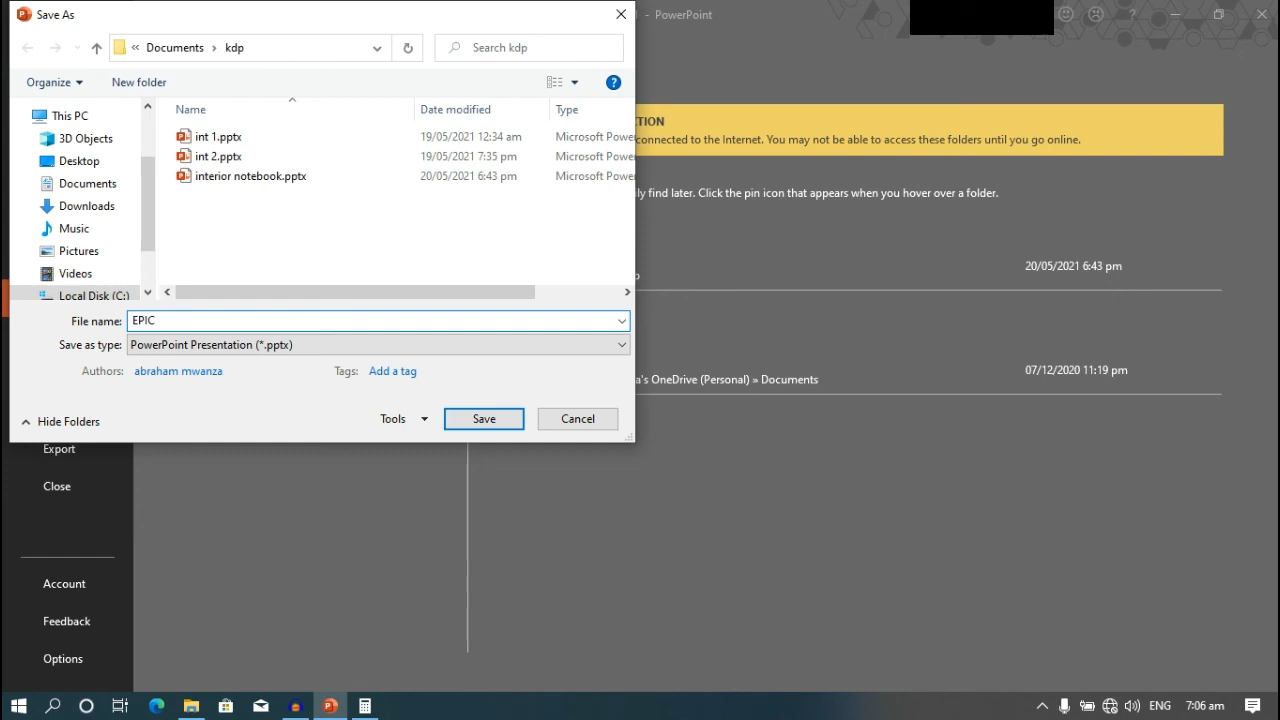 Save As
- PowerPoint
?
« Documents › kdp
Search kdp
Organize
New folder
?
This PC
3D Objects
Desktop
Documents
Downloads
Music
Pictures
Videos
Local Disk (C:)
Name
Date modified
Type
int 1.pptx
19/05/2021 12:34 am
Microsoft Power
int 2.pptx
19/05/2021 7:35 pm
Microsoft Power
interior notebook.pptx
20/05/2021 6:43 pm
Microsoft Power
TION
connected to the Internet. You may not be able to access these folders until you go online.
ly find later. Click the pin icon that appears when you hover over a folder.
20/05/2021 6:43 pm
a's OneDrive (Personal) » Documents
07/12/2020 11:19 pm
File name: EPIC
Save as type: PowerPoint Presentation (*.pptx)
Authors: abraham mwanza
Tags: Add a tag
Hide Folders
Tools
Save
Cancel
Export
Close
Account
Feedback
Options
ENG
7:06 am